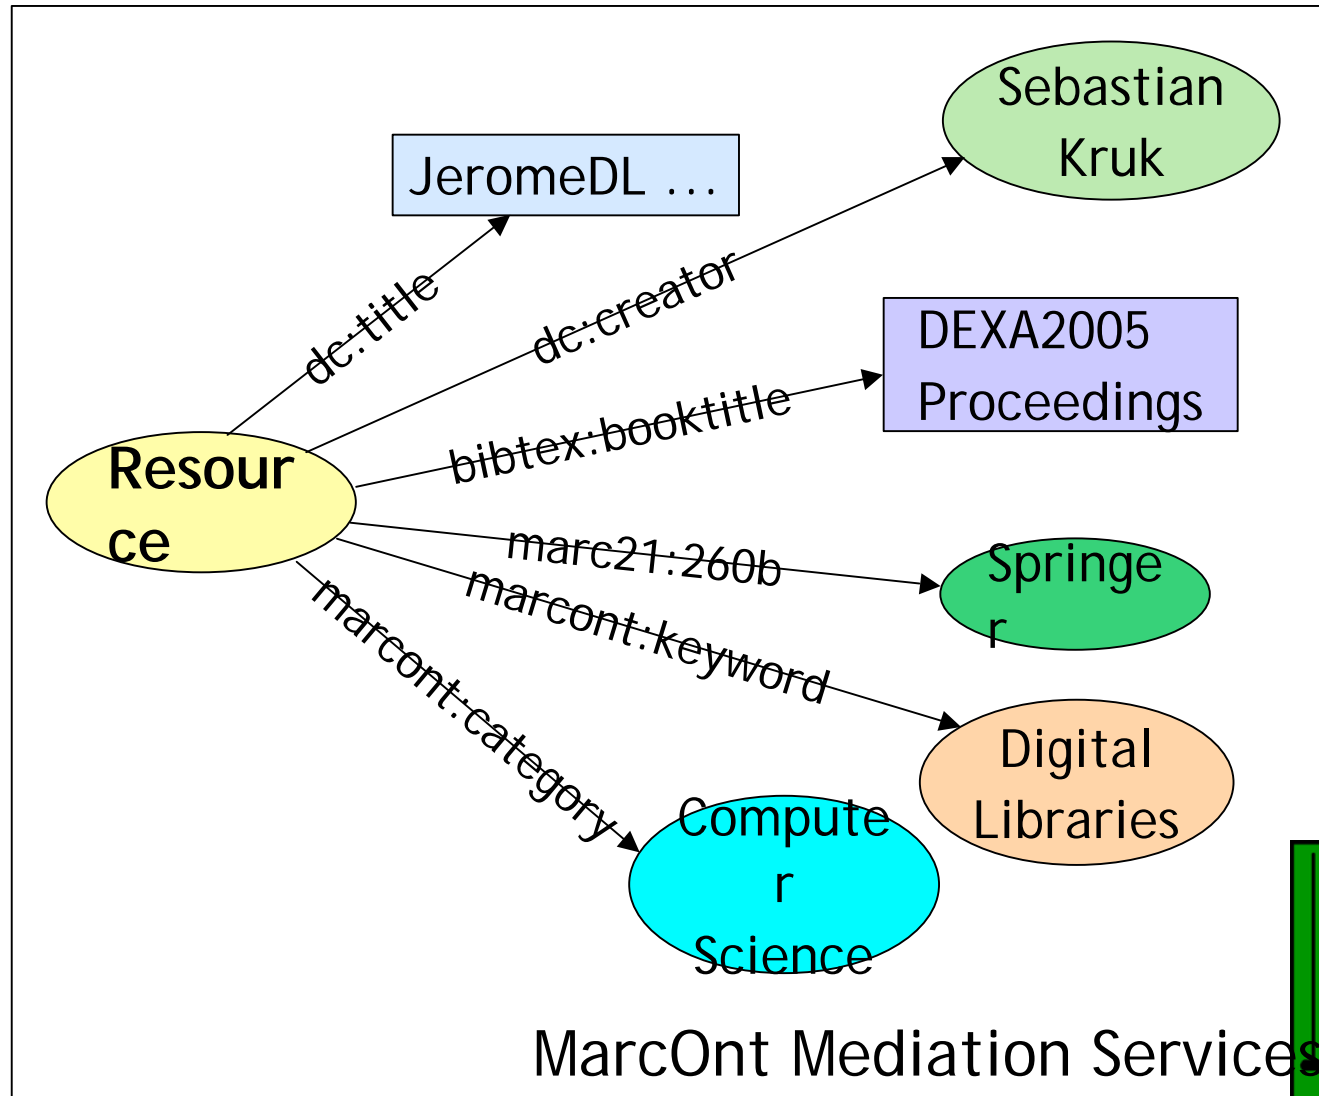 Sebastian
Kruk
JeromeDL ...
dc:title
dc:creator
DEXA2005
Proceedings
bibtex:booktitle
Resour
ce
marc21:260b
Springe
r
marcont:keyword
marcont:category
Digital
Libraries
Compute
r
Science
MarcOnt Mediation Services